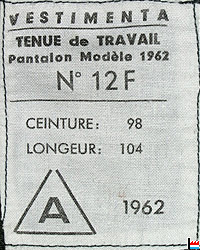 VESTIMENTA
TENUE de TRAVAIL
Pantalon Modèle 1962
N° 12F
CEINTURE: 98
LONGEUR: 104
A 1962